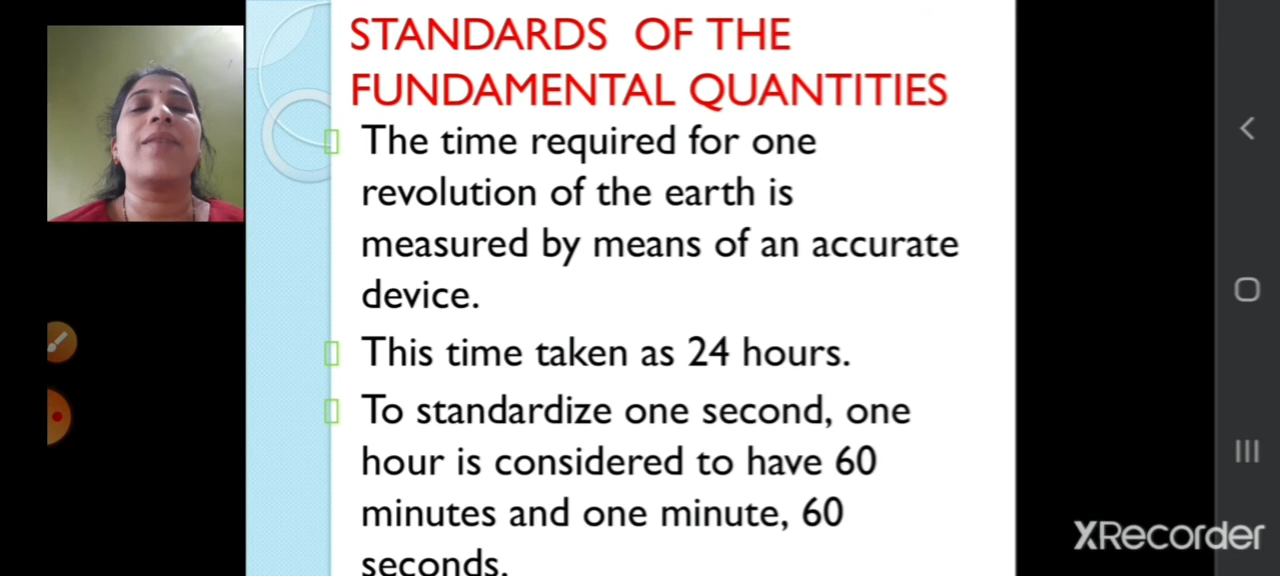 STANDARDS OF THE
FUNDAMENTAL QUANTITIES
The time required for one
revolution of the earth is
measured by means of an accurate
device.
This time taken as 24 hours.
To standardize one second, one
hour is considered to have 60
minutes and one minute, 60
seconds.
XRecorder